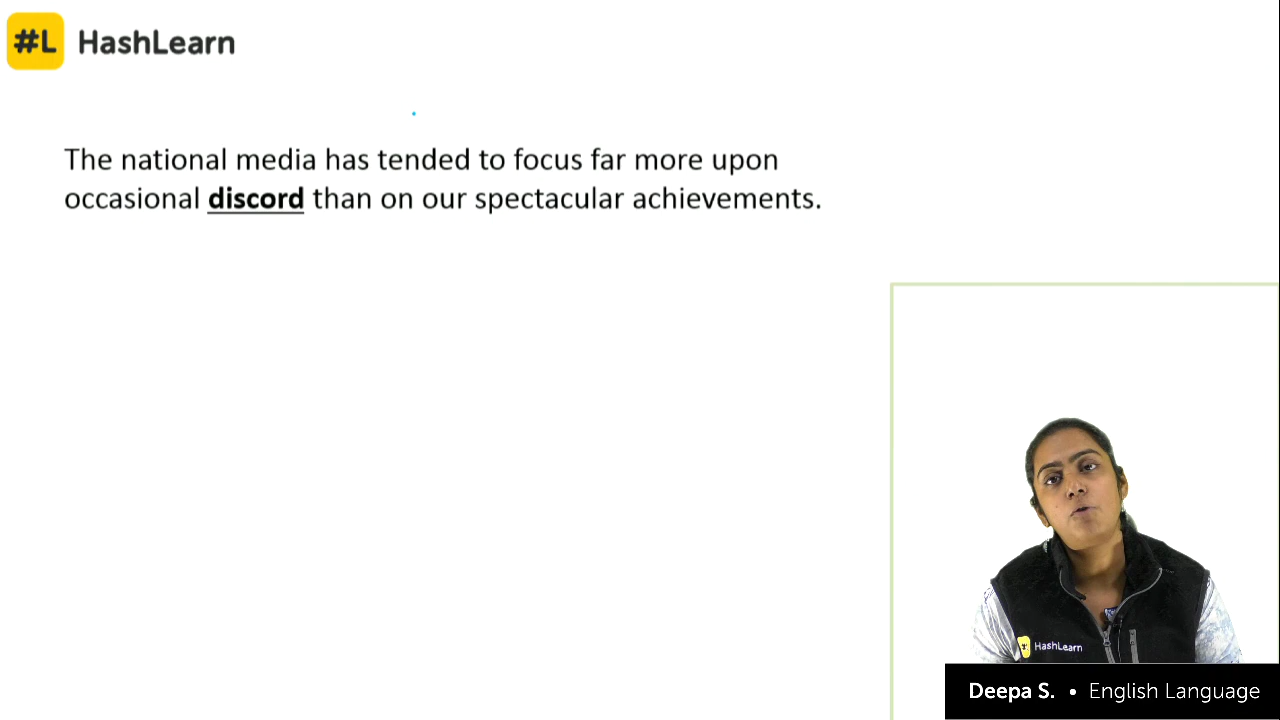 #L HashLearn
The national media has tended to focus far more upon
occasional discord than on our spectacular achievements.
HashLearn
Deepa S. • English Language